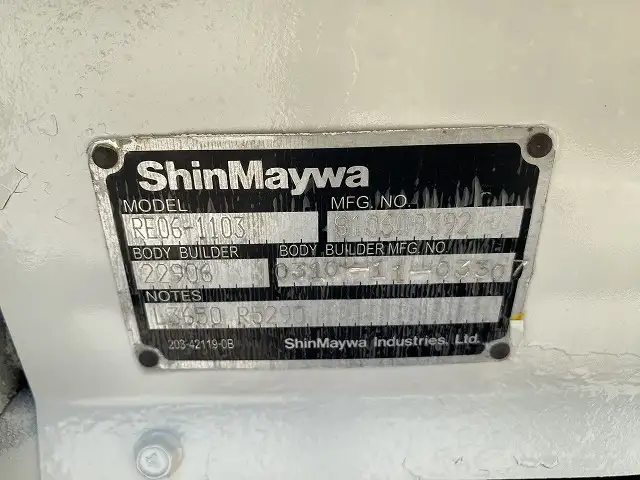 ShinMaywa
MODEL MFG. NO.
RE06-1103
BODY BUILDER BODY BUILDER MFG. NO.
22906
NOTES
L3650 R5290
203-42119-0B ShinMaywa Industries, Ltd.